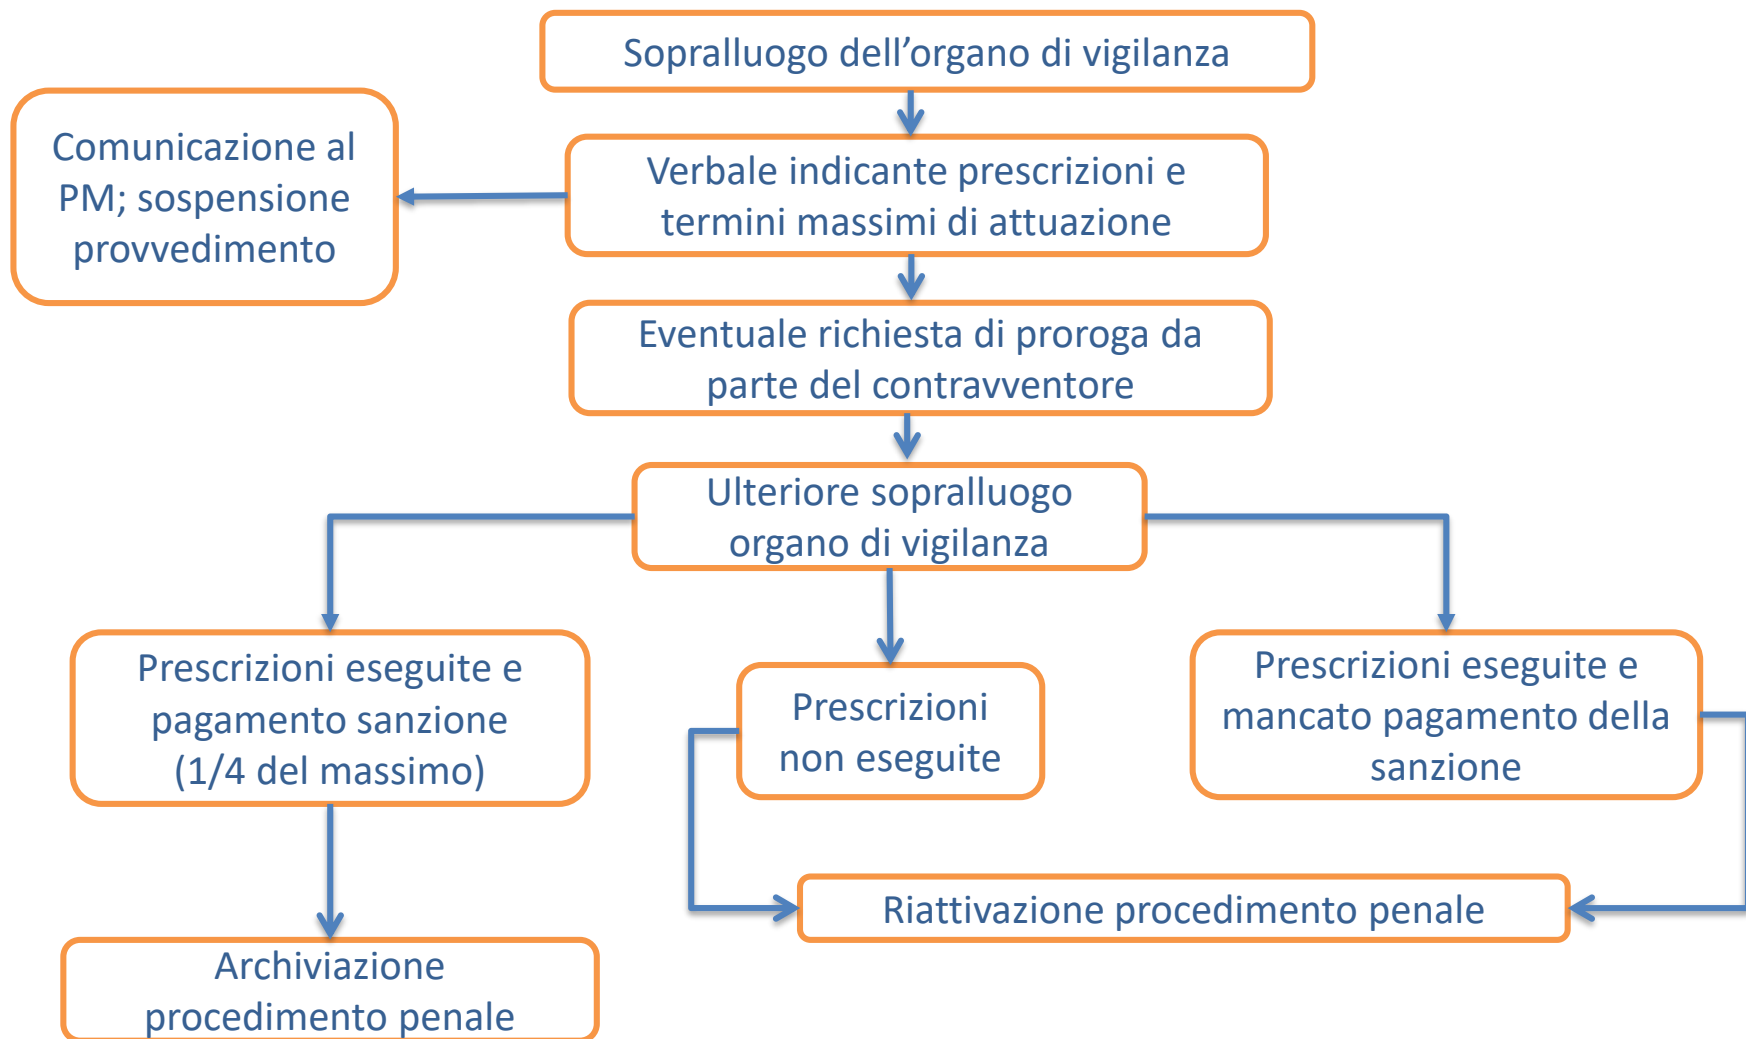 Sopralluogo dell’organo di vigilanza
Comunicazione al
PM; sospensione
provvedimento
Verbale indicante prescrizioni e
termini massimi di attuazione
Eventuale richiesta di proroga da
parte del contravventore
Ulteriore sopralluogo
organo di vigilanza
Prescrizioni eseguite e
pagamento sanzione
(1/4 del massimo)
Prescrizioni
non eseguite
Prescrizioni eseguite e
mancato pagamento della
sanzione
Riattivazione procedimento penale
Archiviazione
procedimento penale